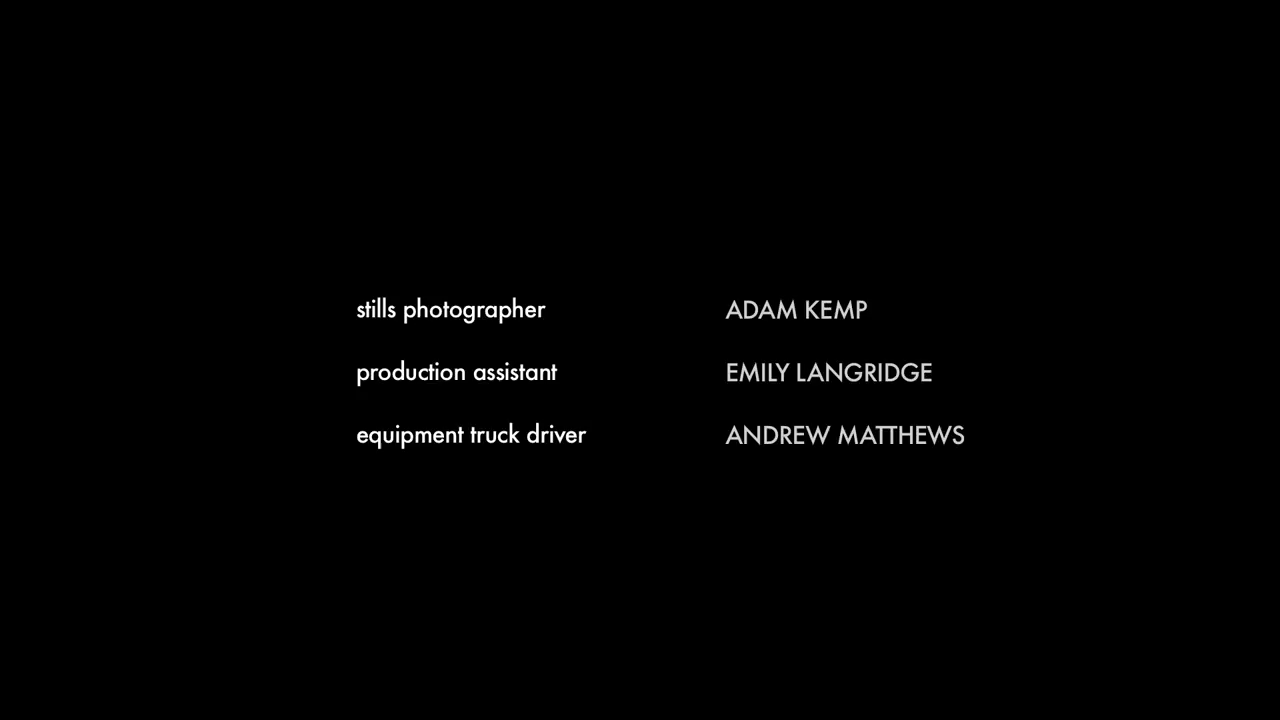 stills photographer ADAM KEMP
production assistant EMILY LANGRIDGE
equipment truck driver ANDREW MATTHEWS